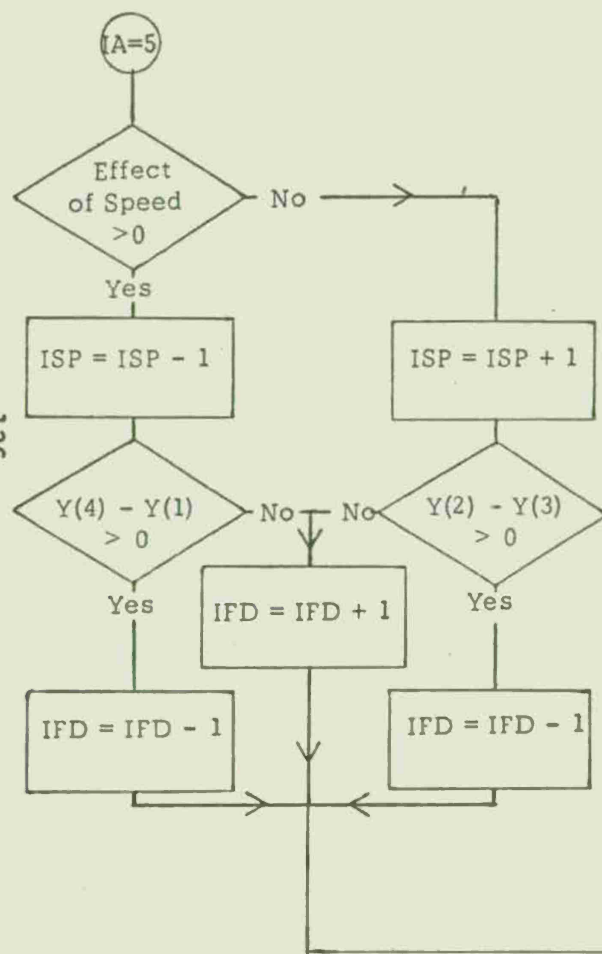 IA=5
Effect
of Speed
>0
No
Yes
ISP = ISP - 1
ISP = ISP + 1
Y(4) - Y(1)
> 0
No
No
Y(2) - Y(3)
> 0
Yes
IFD = IFD + 1
Yes
IFD = IFD - 1
IFD = IFD - 1